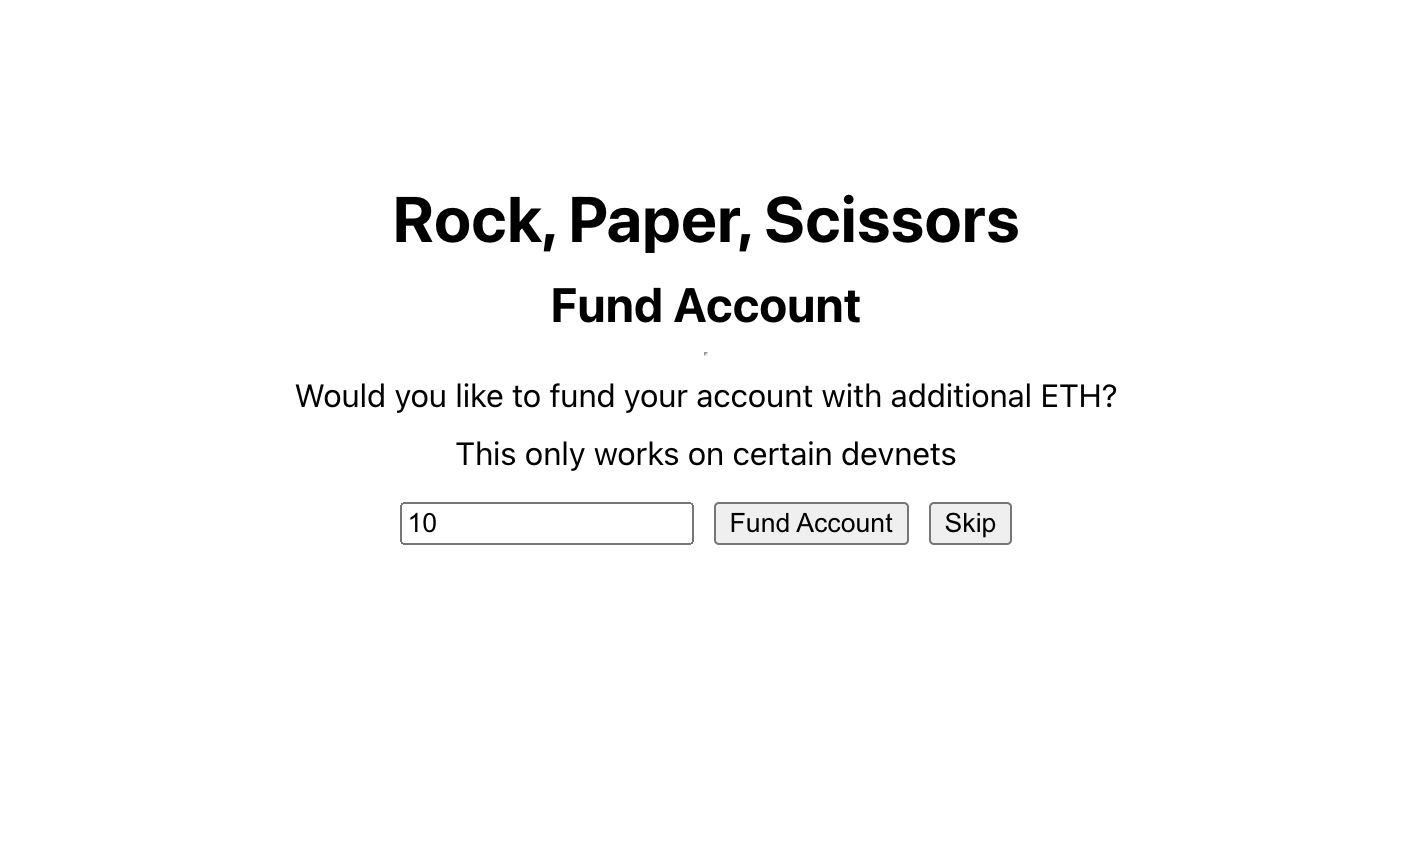 Rock, Paper, Scissors
Fund Account
Would you like to fund your account with additional ETH?
This only works on certain devnets
10 Fund Account Skip